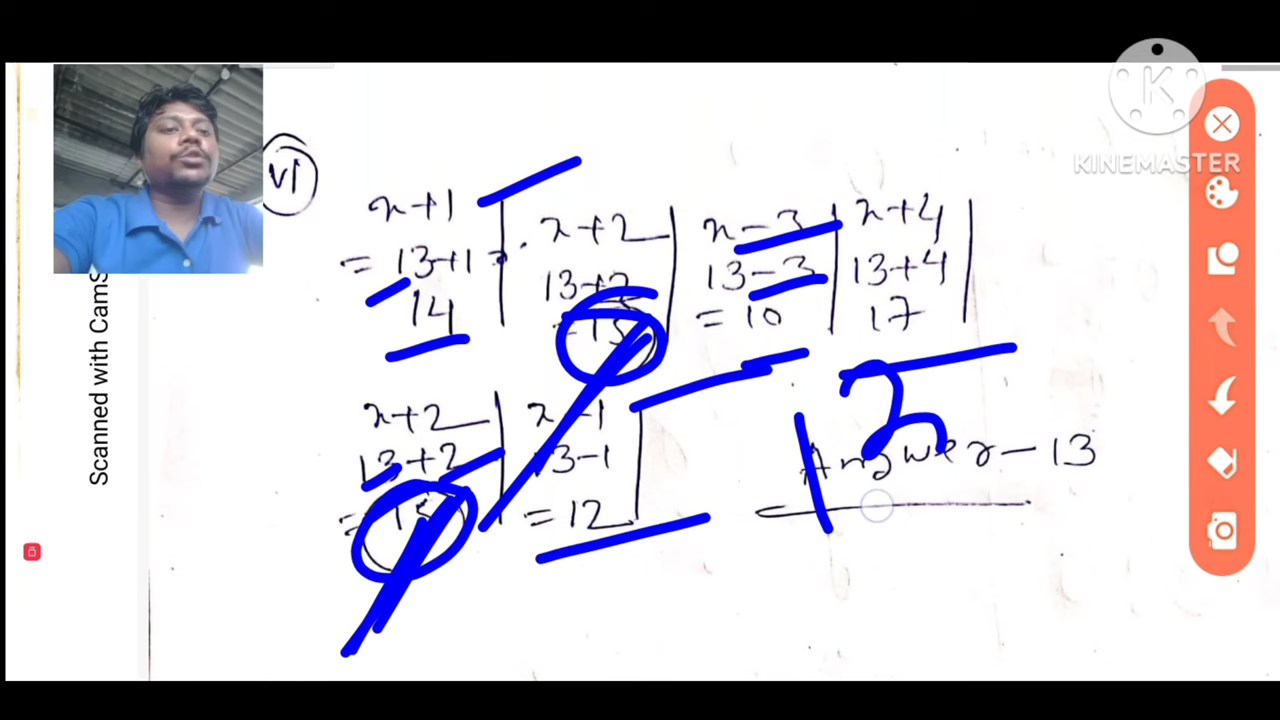 VI
x+1
= 13+1 =
14
x+2
13+2
= 15
x-3
13-3
= 10
x+4
13+4
17
x+2
13+2
= 15
x-1
13-1
= 12
Answer-13
13
Scanned with CamS
K
KINEMASTER